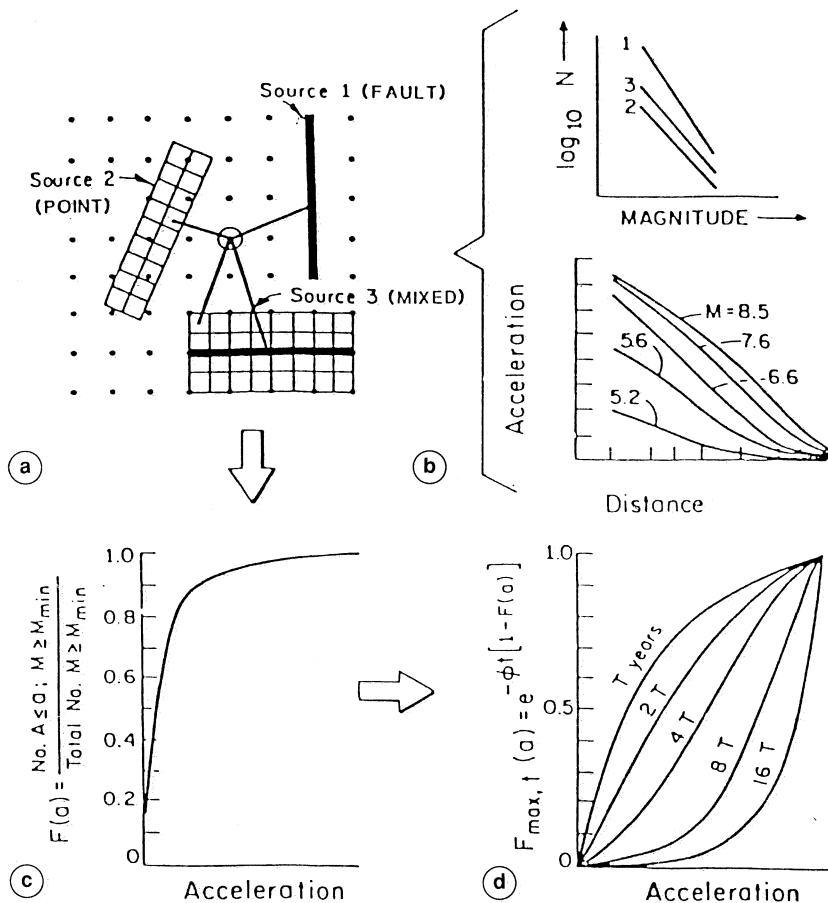 Source 1 (FAULT)
Source 2
(POINT)
Source 3 (MIXED)
a
log10 N
1
3
2
MAGNITUDE
Acceleration
M=8.5
7.6
6.6
5.6
5.2
Distance
b
F(a) = No. A ≤ a; M ≥ Mmin / Total No. M ≥ Mmin
1.0
0.8
0.6
0.4
0.2
0
Acceleration
c
Fmax, t (a) = e^-ϕt[1-F(a)]
1.0
0.5
0
T years
2T
4T
8T
16T
Acceleration
d